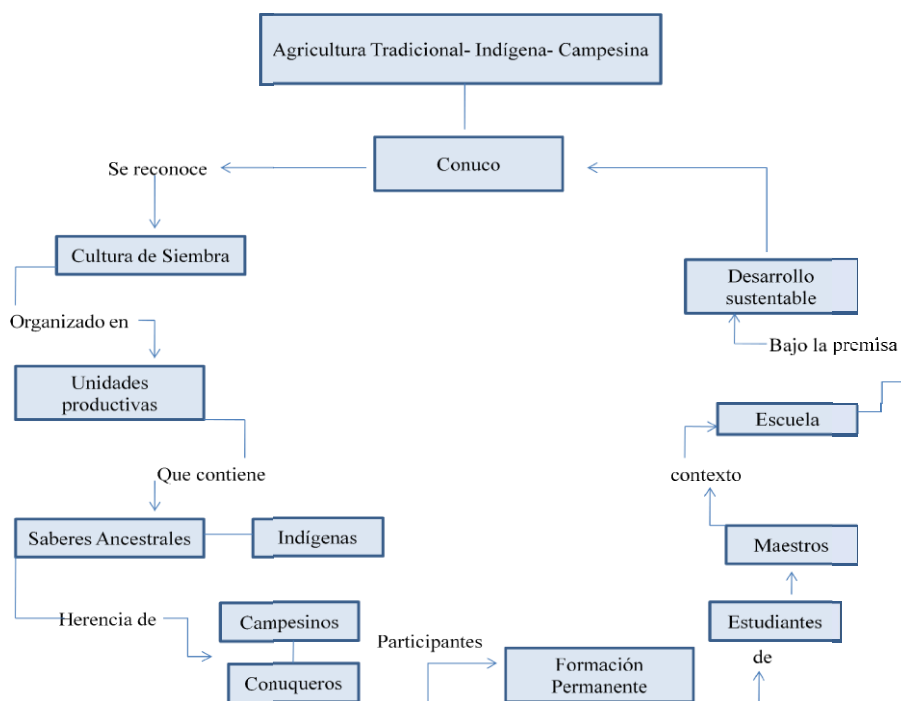 Agricultura Tradicional- Indígena- Campesina
Conuco
Se reconoce
Cultura de Siembra
Desarrollo
sustentable
Organizado en
Bajo la premisa
Unidades
productivas
Escuela
Que contiene
contexto
Saberes Ancestrales
Indígenas
Maestros
Herencia de
Campesinos
Estudiantes
Participantes
de
Formación
Permanente
Conuqueros